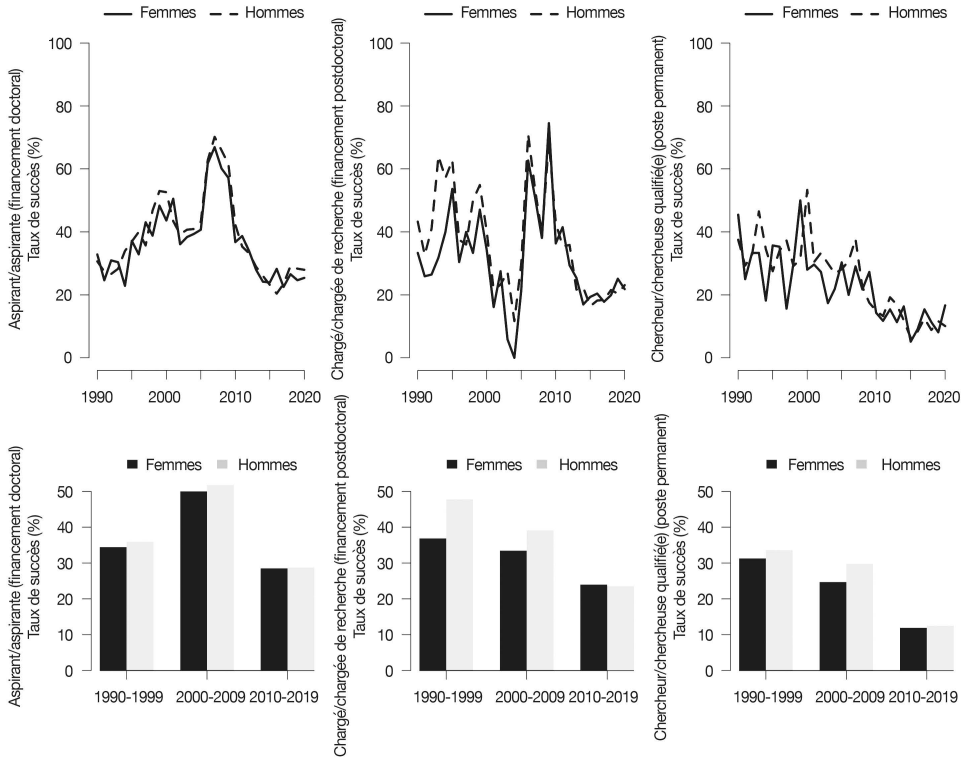 Femmes Hommes
Aspirant/aspirante (financement doctoral)
Taux de succès (%)
100
80
60
40
20
0
1990 2000 2010 2020
Femmes Hommes
Chargé/chargée de recherche (financement postdoctoral)
Taux de succès (%)
100
80
60
40
20
0
1990 2000 2010 2020
Femmes Hommes
Chercheur/chercheuse qualifié(e) (poste permanent)
Taux de succès (%)
100
80
60
40
20
0
1990 2000 2010 2020
Femmes Hommes
Aspirant/aspirante (financement doctoral)
Taux de succès (%)
50
40
30
20
10
0
1990-1999 2000-2009 2010-2019
Femmes Hommes
Chargé/chargée de recherche (financement postdoctoral)
Taux de succès (%)
50
40
30
20
10
0
1990-1999 2000-2009 2010-2019
Femmes Hommes
Chercheur/chercheuse qualifié(e) (poste permanent)
Taux de succès (%)
50
40
30
20
10
0
1990-1999 2000-2009 2010-2019